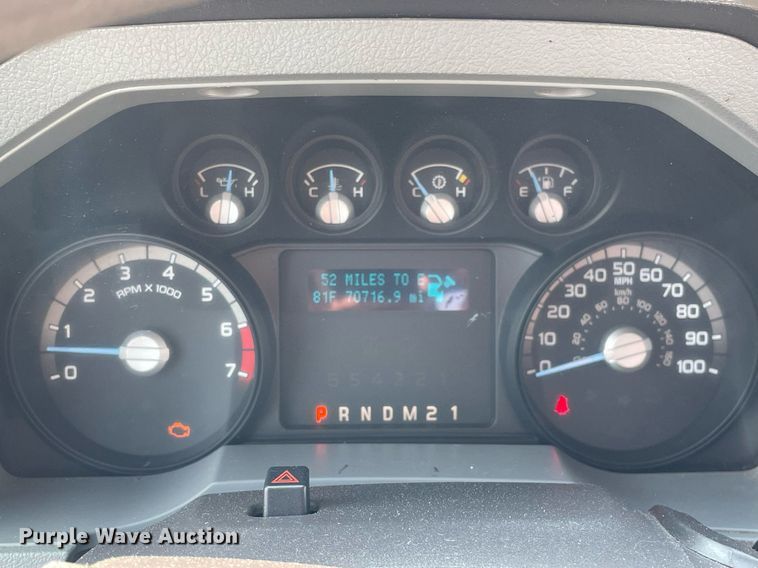 L H
C H
C H
E F
0 1 2 3 4 5 6 7
RPM X 1000
52 MILES TO E
81F 70716.9 mi
P R N D M 2 1
0 10 20 30 40 50 60 70 80 90 100
MPH
km/h
Purple Wave Auction